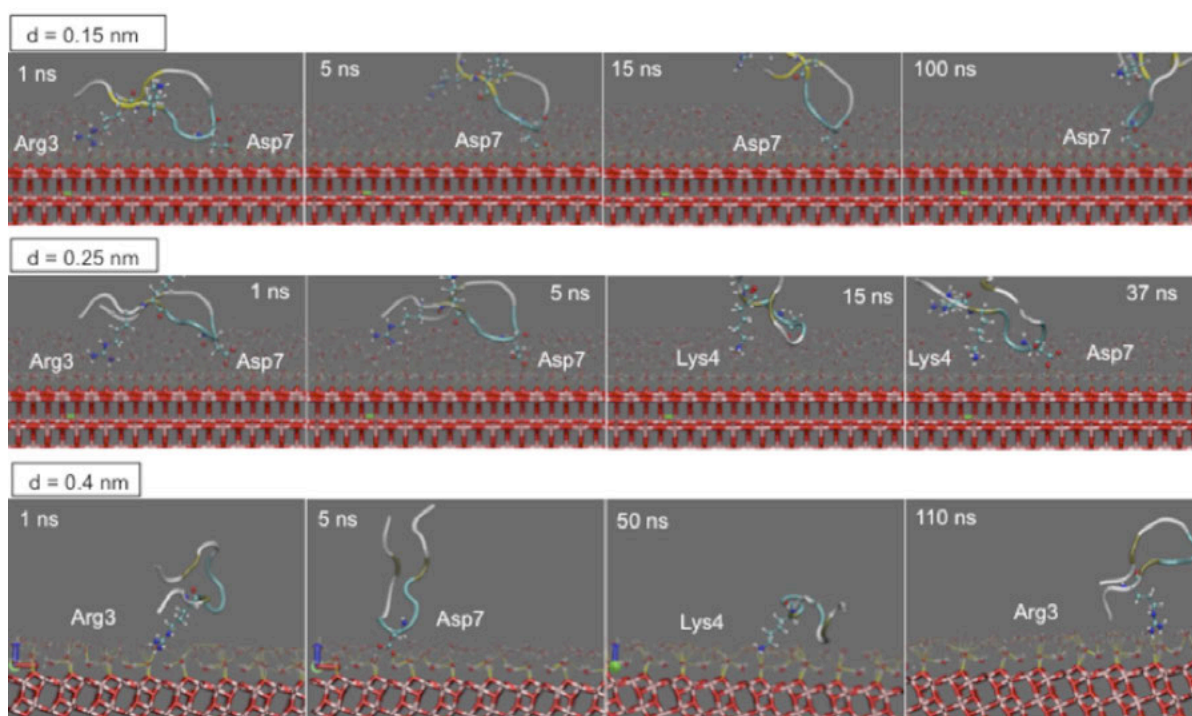 d = 0.15 nm
1 ns
5 ns
15 ns
100 ns
Arg3
Asp7
Asp7
Asp7
Asp7
d = 0.25 nm
1 ns
5 ns
15 ns
37 ns
Arg3
Asp7
Asp7
Lys4
Lys4
Asp7
d = 0.4 nm
1 ns
5 ns
50 ns
110 ns
Arg3
Asp7
Lys4
Arg3